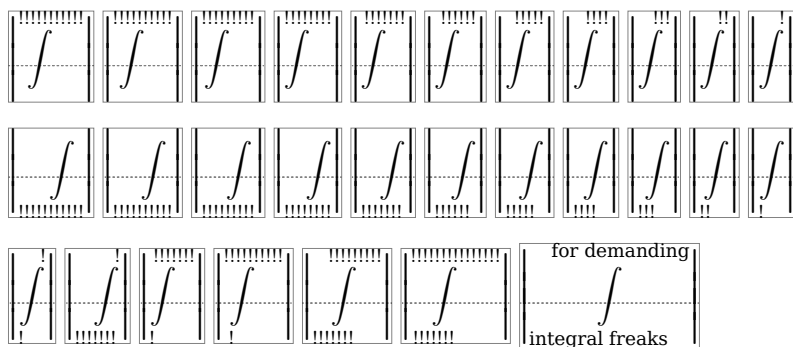 !!!!!!!!!!! !!!!!!!!!! !!!!!!!!! !!!!!!!! !!!!!!! !!!!!! !!!!! !!!! !!! !! !
∫ ∫ ∫ ∫ ∫ ∫ ∫ ∫ ∫ ∫ ∫
∫ ∫ ∫ ∫ ∫ ∫ ∫ ∫ ∫ ∫ ∫
!!!!!!!!!!! !!!!!!!!!! !!!!!!!!! !!!!!!!! !!!!!!! !!!!!! !!!!! !!!! !!! !! !
! ! !!!!!!! !!!!!!!!!! !!!!!!!!! !!!!!!!!!!!!!!! for demanding
∫ ∫ ∫ ∫ ∫ ∫ ∫
! !!!!!!! ! ! !!!!!!! !!!!!!! integral freaks